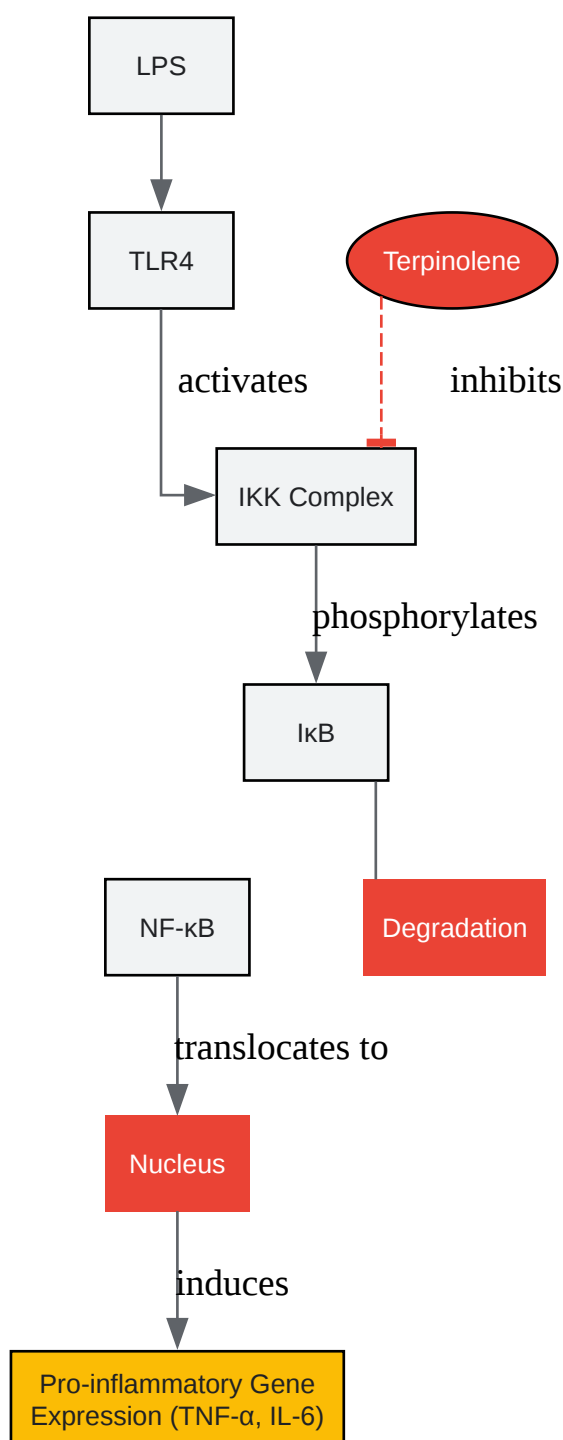 LPS
TLR4
Terpinolene
activates
inhibits
IKK Complex
phosphorylates
IκB
NF-κB
Degradation
translocates to
Nucleus
induces
Pro-inflammatory Gene
Expression (TNF-α, IL-6)